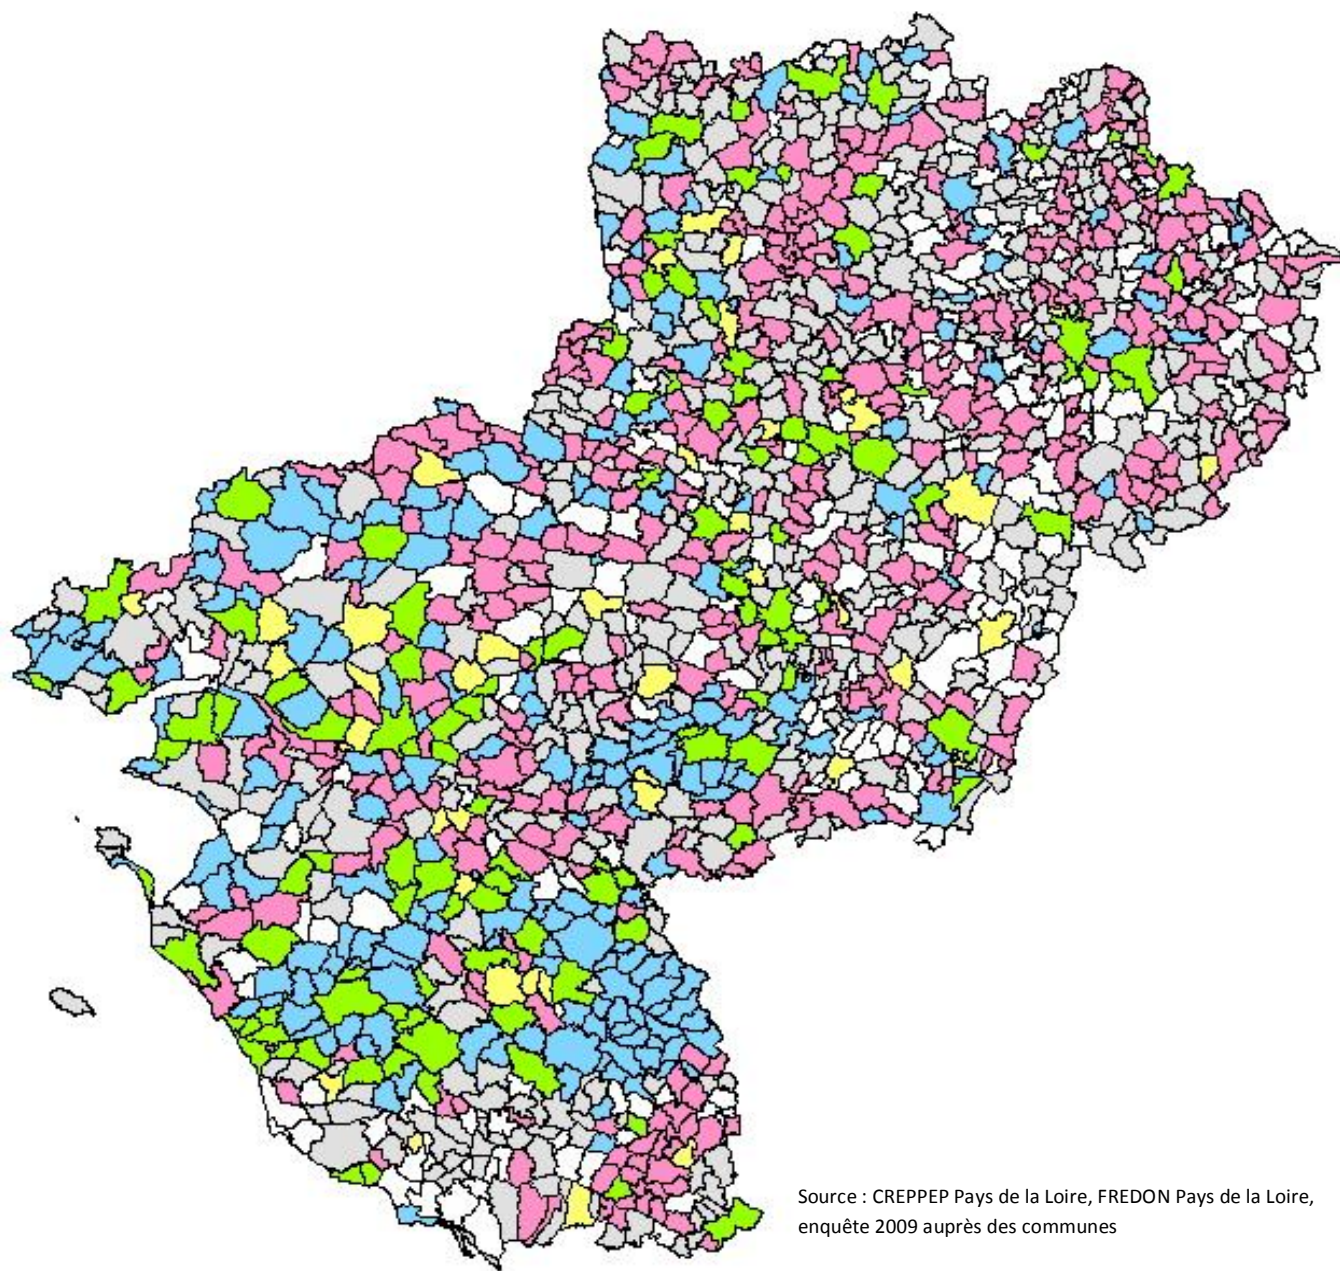 Source : CREPPEP Pays de la Loire, FREDON Pays de la Loire,
enquête 2009 auprès des communes